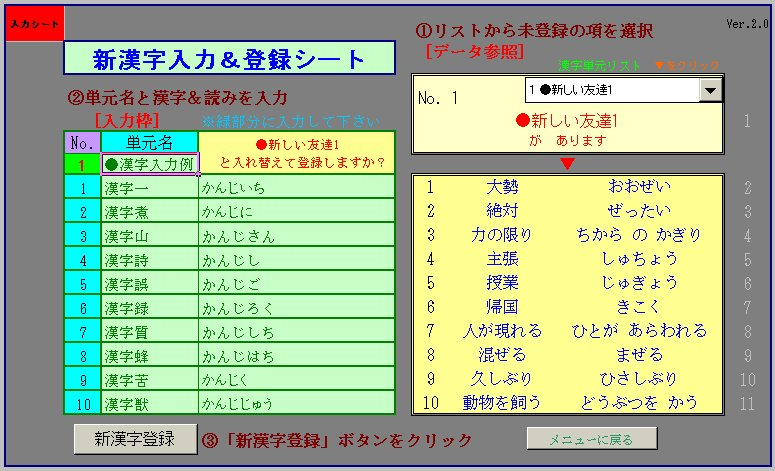 入力シート
Ver.2.0
新漢字入力＆登録シート
①リストから未登録の項を選択
[データ参照]
漢字単元リスト ▼をクリック
No. 1
1 ●新しい友達1
●新しい友達1
が あります
1
②単元名と漢字＆読みを入力
[入力枠] ※緑部分に入力して下さい
No. 単元名
●新しい友達1
と入れ替えて登録しますか？
1 ●漢字入力例
1 漢字一 かんじいち
2 漢字煮 かんじに
3 漢字山 かんじさん
4 漢字詩 かんじし
5 漢字誤 かんじご
6 漢字録 かんじろく
7 漢字質 かんじしち
8 漢字蜂 かんじはち
9 漢字苦 かんじく
10 漢字獣 かんじじゅう
▼
1 大勢 おおぜい 2
2 絶対 ぜったい 3
3 力の限り ちから の かぎり 4
4 主張 しゅちょう 5
5 授業 じゅぎょう 6
6 帰国 きこく 7
7 人が現れる ひとが あらわれる 8
8 混ぜる まぜる 9
9 久しぶり ひさしぶり 10
10 動物を飼う どうぶつを かう 11
新漢字登録 ③「新漢字登録」ボタンをクリック
メニューに戻る